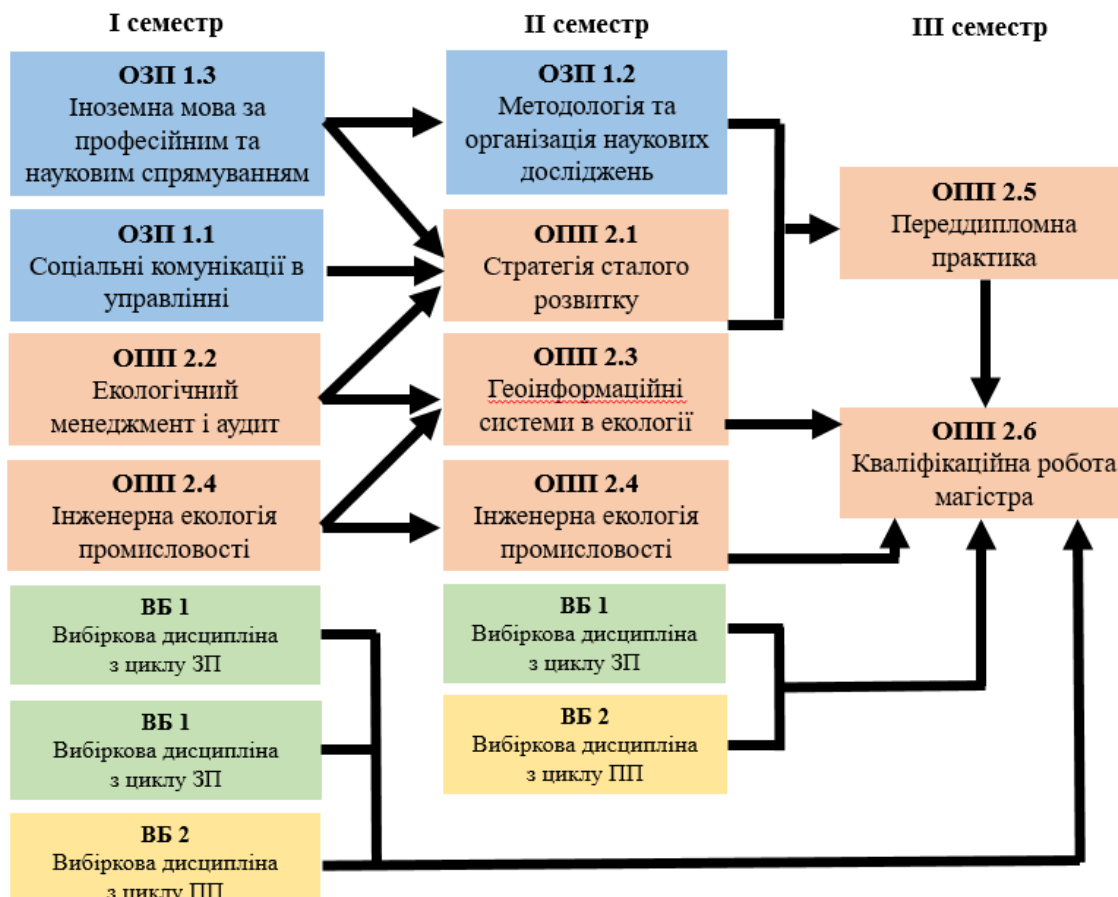 І семестр
ІІ семестр
ІІІ семестр
ОЗП 1.3
Іноземна мова за
професійним та
науковим спрямуванням
ОЗП 1.1
Соціальні комунікації в
управлінні
ОПП 2.2
Екологічний
менеджмент і аудит
ОПП 2.4
Інженерна екологія
промисловості
ВБ 1
Вибіркова дисципліна
з циклу ЗП
ВБ 1
Вибіркова дисципліна
з циклу ЗП
ВБ 2
Вибіркова дисципліна
з циклу ПП
ОЗП 1.2
Методологія та
організація наукових
досліджень
ОПП 2.1
Стратегія сталого
розвитку
ОПП 2.3
Геоінформаційні
системи в екології
ОПП 2.4
Інженерна екологія
промисловості
ВБ 1
Вибіркова дисципліна
з циклу ЗП
ВБ 2
Вибіркова дисципліна
з циклу ПП
ОПП 2.5
Переддипломна
практика
ОПП 2.6
Кваліфікаційна робота
магістра